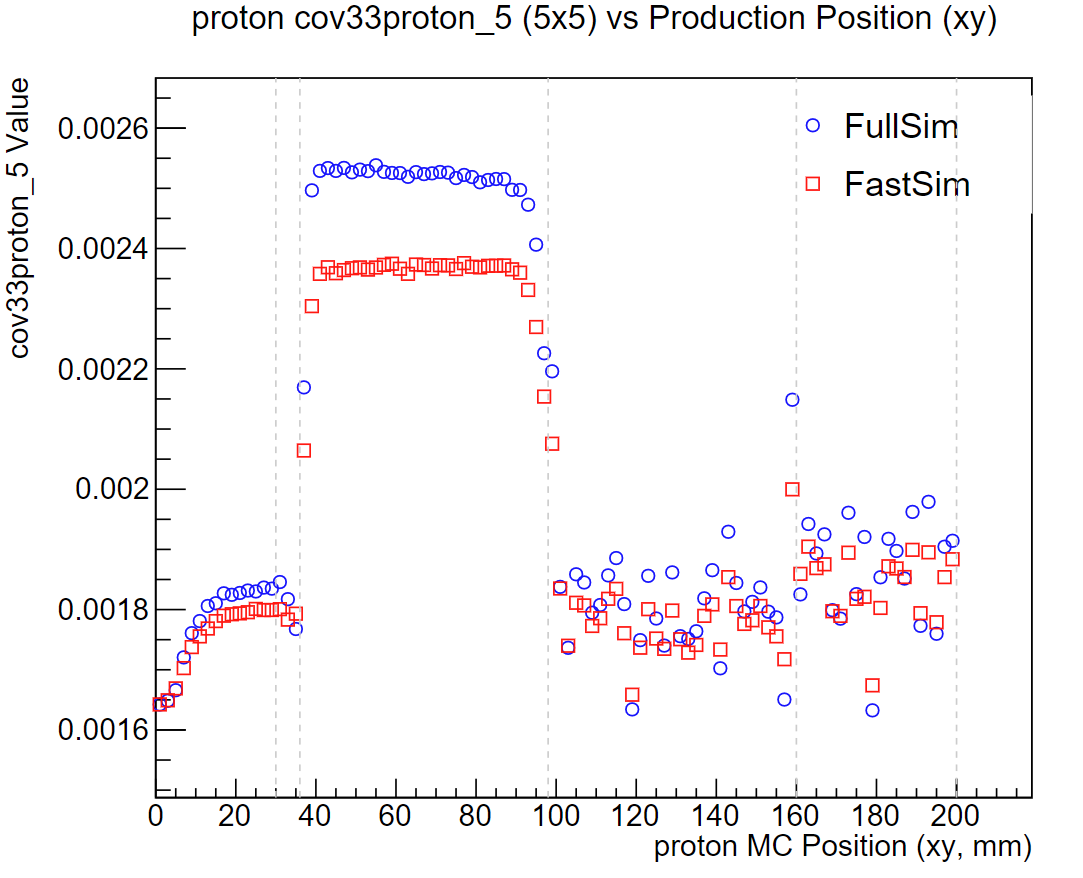 proton cov33proton_5 (5x5) vs Production Position (xy)
cov33proton_5 Value
FullSim
FastSim
0.0026
0.0024
0.0022
0.002
0.0018
0.0016
0 20 40 60 80 100 120 140 160 180 200
proton MC Position (xy, mm)